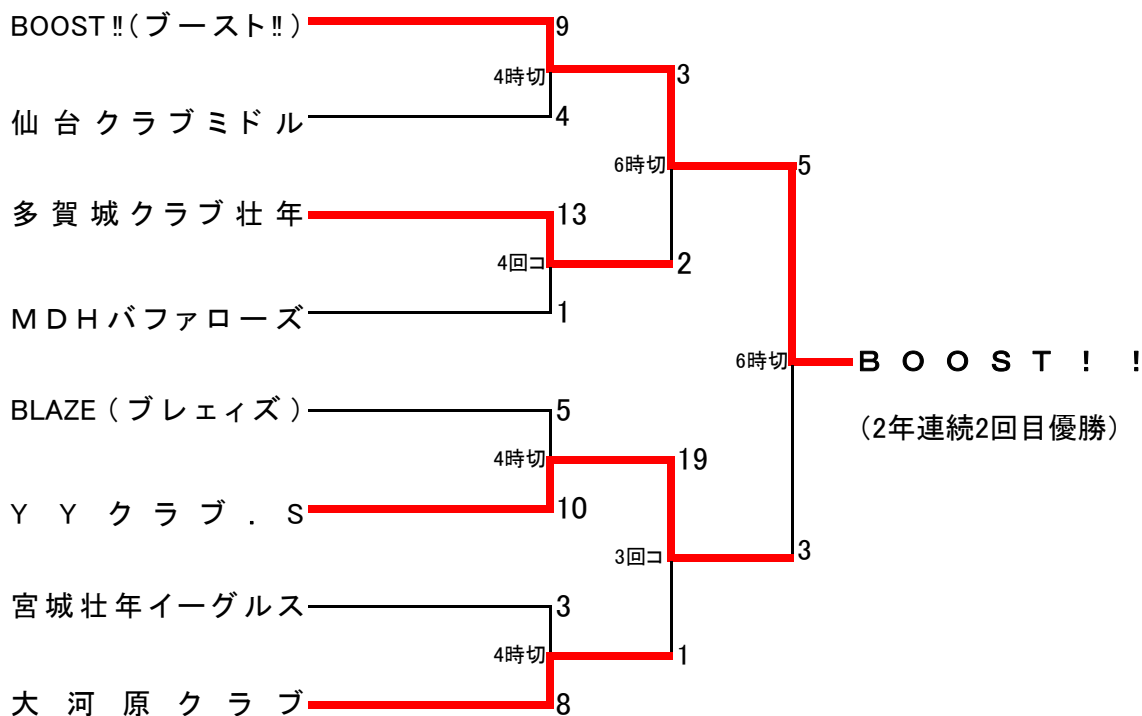 BOOST‼(ブースト‼)
9
4時切
3
仙台クラブミドル
4
6時切
5
多賀城クラブ壮年
13
4回コ
2
MDHバファローズ
1
6時切
BOOST!!
(2年連続2回目優勝)
BLAZE(ブレェィズ)
5
4時切
19
YYクラブ.S
10
3回コ
3
宮城壮年イーグルス
3
4時切
1
大河原クラブ
8